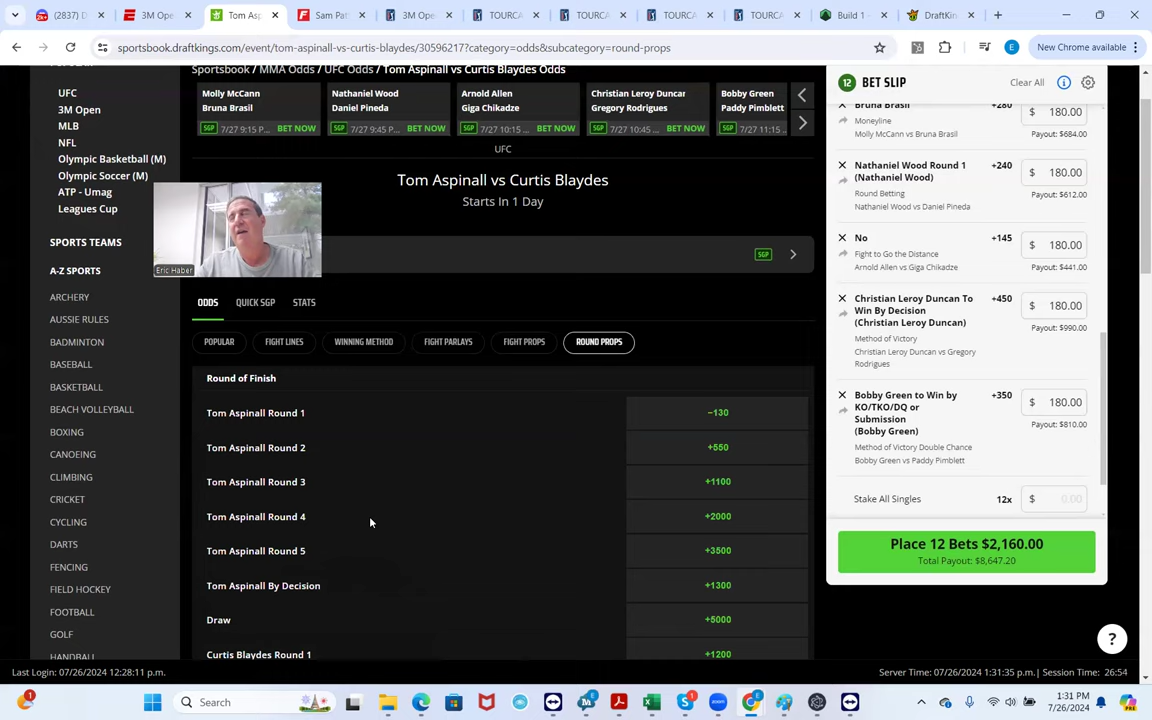 (2837) D
3M Open
Tom Asp
Sam Pat
3M Ope
TOURCA
TOURCA
TOURCA
TOURCA
Build 1
DraftKin
sportsbook.draftkings.com/event/tom-aspinall-vs-curtis-blaydes/30596217?category=odds&subcategory=round-props
E
New Chrome available
UFC
3M Open
MLB
NFL
Olympic Basketball (M)
Olympic Soccer (M)
ATP - Umag
Leagues Cup
SPORTS TEAMS
A-Z SPORTS
ARCHERY
AUSSIE RULES
BADMINTON
BASEBALL
BASKETBALL
BEACH VOLLEYBALL
BOXING
CANOEING
CLIMBING
CRICKET
CYCLING
DARTS
FENCING
FIELD HOCKEY
FOOTBALL
GOLF
HANDBALL
Sportsbook / MMA Odds / UFC Odds / Tom Aspinall vs Curtis Blaydes Odds
Molly McCann
Bruna Brasil
SGP 7/27 9:15 P... BET NOW
Nathaniel Wood
Daniel Pineda
SGP 7/27 9:45 P... BET NOW
Arnold Allen
Giga Chikadze
SGP 7/27 10:15 ... BET NOW
Christian Leroy Duncan
Gregory Rodrigues
SGP 7/27 10:45 ... BET NOW
Bobby Green
Paddy Pimblett
SGP 7/27 11:15 ...
UFC
Tom Aspinall vs Curtis Blaydes
Starts In 1 Day
Eric Haber
SGP
ODDS
QUICK SGP
STATS
POPULAR
FIGHT LINES
WINNING METHOD
FIGHT PARLAYS
FIGHT PROPS
ROUND PROPS
Round of Finish
Tom Aspinall Round 1 −130
Tom Aspinall Round 2 +550
Tom Aspinall Round 3 +1100
Tom Aspinall Round 4 +2000
Tom Aspinall Round 5 +3500
Tom Aspinall By Decision +1300
Draw +5000
Curtis Blaydes Round 1 +1200
12 BET SLIP
Clear All
Bruna Brasil +280 $ 180.00
Moneyline Payout: $684.00
Molly McCann vs Bruna Brasil
Nathaniel Wood Round 1 +240 $ 180.00
(Nathaniel Wood)
Round Betting Payout: $612.00
Nathaniel Wood vs Daniel Pineda
No +145 $ 180.00
Fight to Go the Distance
Arnold Allen vs Giga Chikadze Payout: $441.00
Christian Leroy Duncan To +450 $ 180.00
Win By Decision
(Christian Leroy Duncan) Payout: $990.00
Method of Victory
Christian Leroy Duncan vs Gregory
Rodrigues
Bobby Green to Win by +350 $ 180.00
KO/TKO/DQ or
Submission Payout: $810.00
(Bobby Green)
Method of Victory Double Chance
Bobby Green vs Paddy Pimblett
Stake All Singles 12x $ 0.00
Place 12 Bets $2,160.00
Total Payout: $8,647.20
?
Last Login: 07/26/2024 12:28:11 p.m.
Server Time: 07/26/2024 1:31:35 p.m. | Session Time: 26:54
1
Search
1:31 PM
7/26/2024